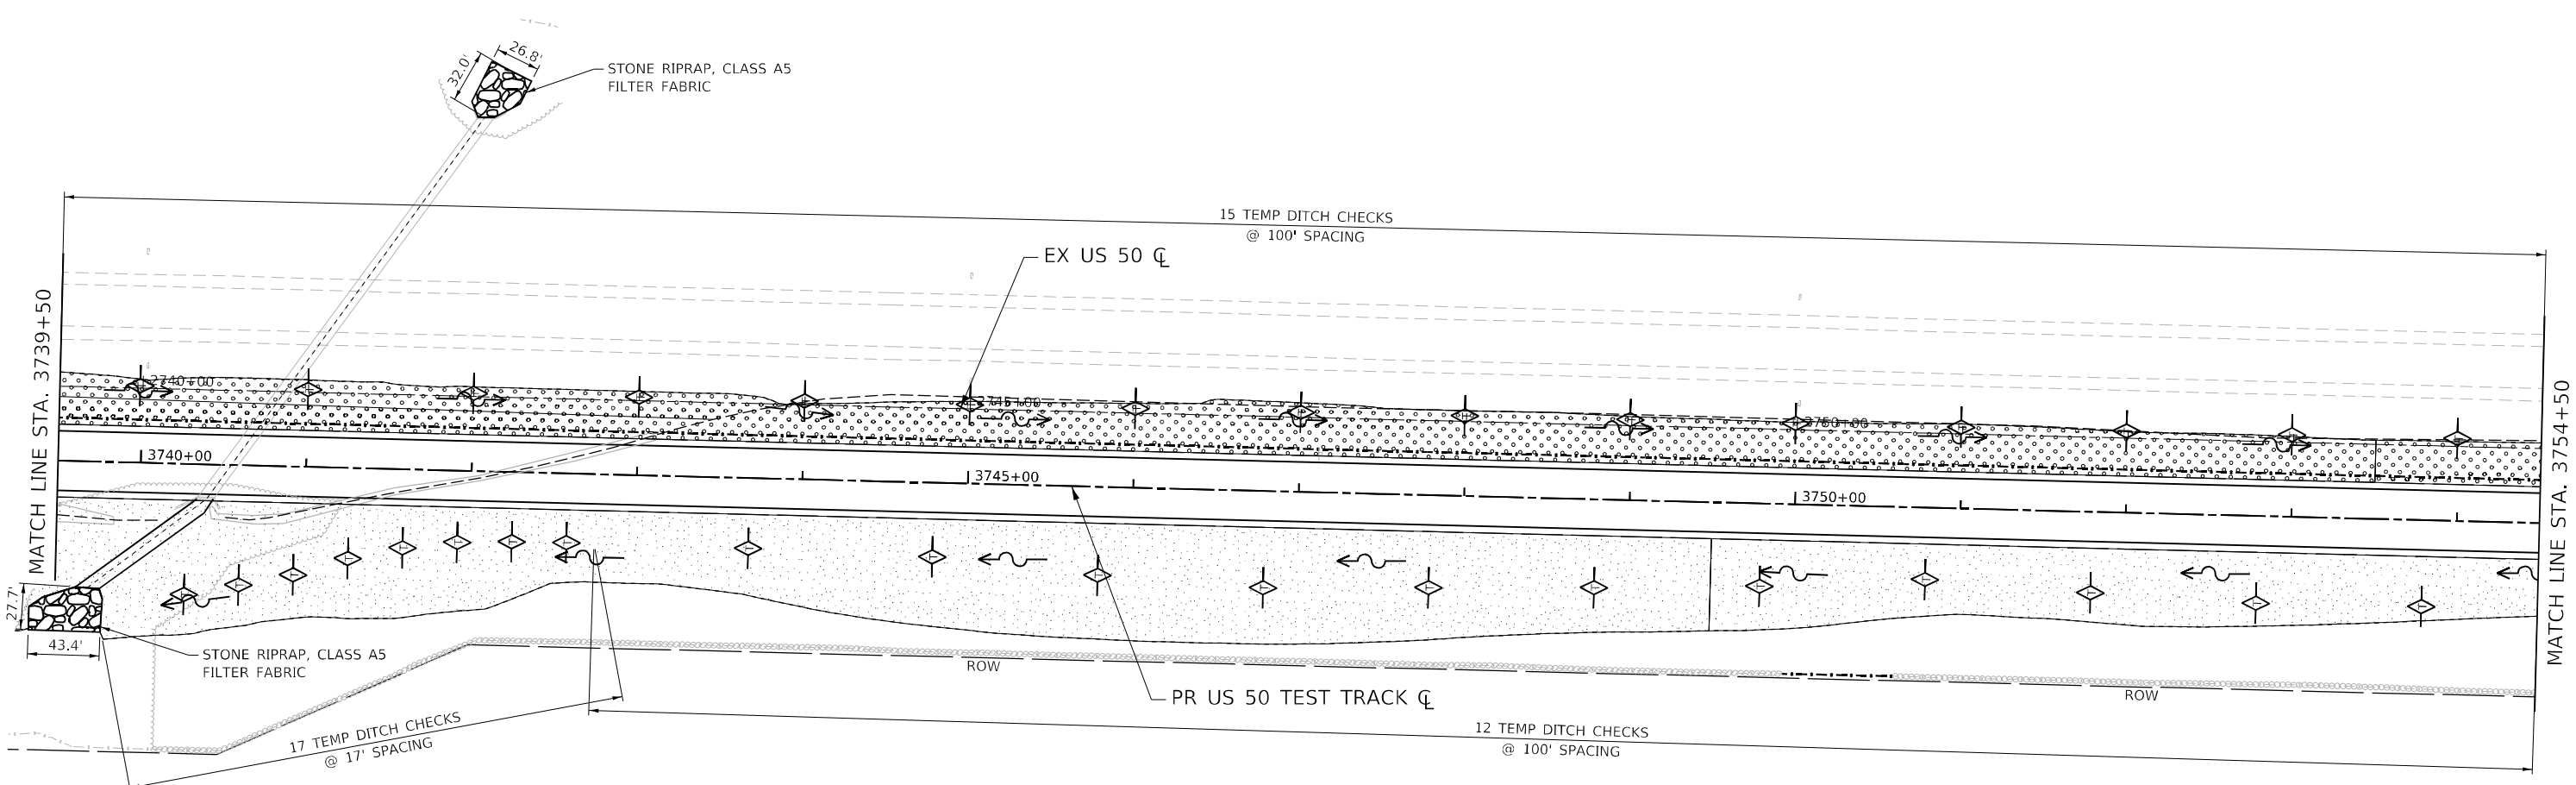 26.8'
32.0'
STONE RIPRAP, CLASS A5
FILTER FABRIC
15 TEMP DITCH CHECKS
@ 100' SPACING
EX US 50 ℄
MATCH LINE STA. 3739+50
2740+00
2745+00
2750+00
3740+00
3745+00
3750+00
MATCH LINE STA. 3754+50
27.7'
43.4'
STONE RIPRAP, CLASS A5
FILTER FABRIC
ROW
PR US 50 TEST TRACK ℄
ROW
17 TEMP DITCH CHECKS
@ 17' SPACING
12 TEMP DITCH CHECKS
@ 100' SPACING